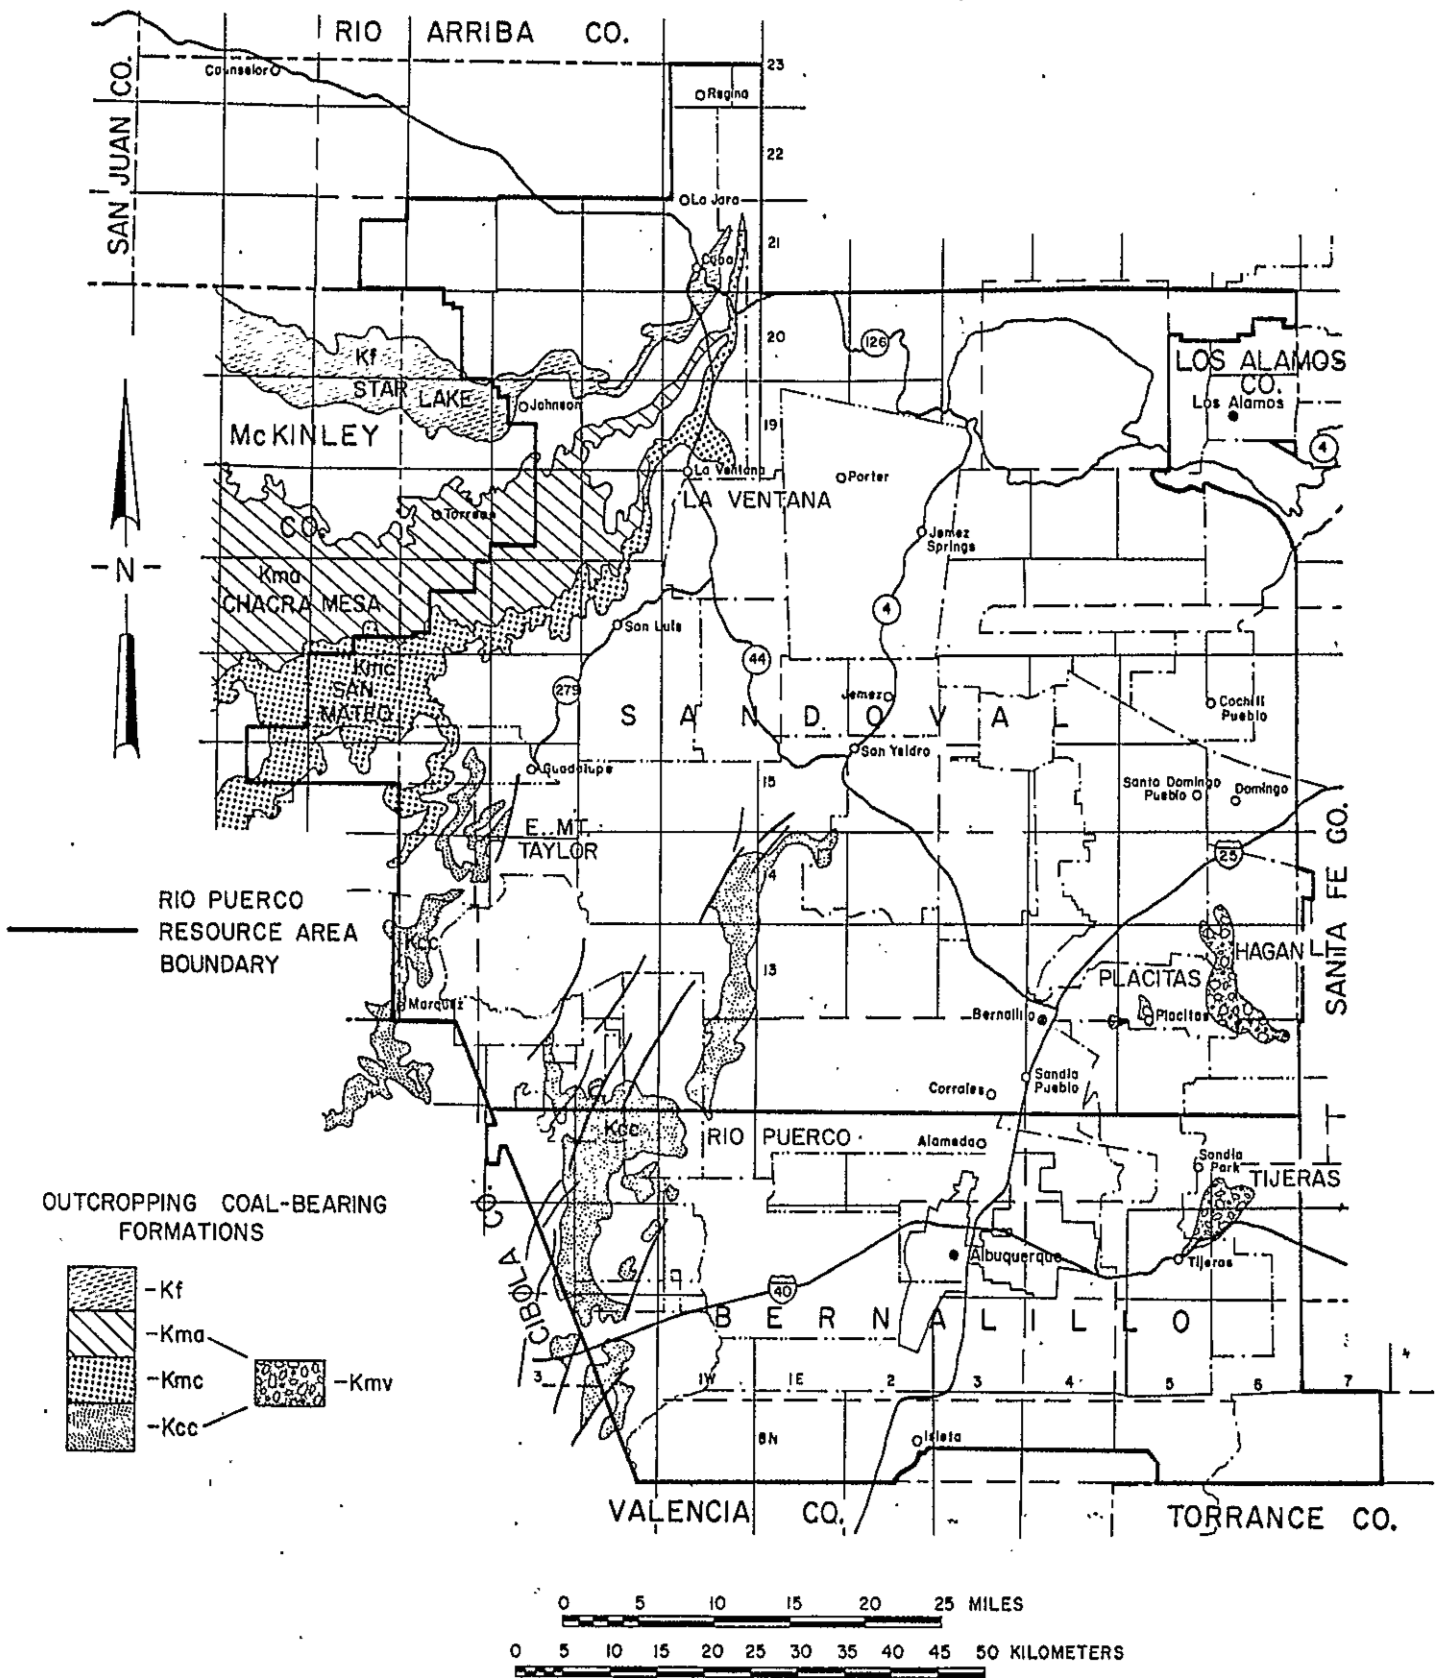 RIO ARRIBA CO.
SAN JUAN CO.
Counselor
23
Regina
22
La Jara
21
Cuba
20
126
LOS ALAMOS
CO.
Los Alamos
Kf
STAR LAKE
Johnson
19
4
McKINLEY
La Ventana
LA VENTANA
Porter
CO.
Torreon
Jemez
Springs
N
Kma
CHACRA MESA
San Luis
4
44
Kmc
SAN
MATEO
279
SANDOVAL
Jemez
Cochiti
Pueblo
San Ysidro
Guadalupe
15
Santo Domingo
Pueblo
Domingo
E. MT.
TAYLOR
25
14
SANTA FE CO.
RIO PUERCO
RESOURCE AREA
BOUNDARY
Kcc
HAGAN
13
PLACITAS
Marquez
Bernalillo
Placitas
Sandia
Pueblo
Corrales
Kcc
RIO PUERCO
Alameda
Sandia
Park
TIJERAS
OUTCROPPING COAL-BEARING
FORMATIONS
CIBOLA CO.
Albuquerque
Tijeras
-Kf
40
-Kma
BERNALILLO
-Kmc
-Kmv
3
1W
1E
2
3
4
5
6
7
4
-Kcc
8N
Isleta
VALENCIA CO.
TORRANCE CO.
0 5 10 15 20 25 MILES
0 5 10 15 20 25 30 35 40 45 50 KILOMETERS